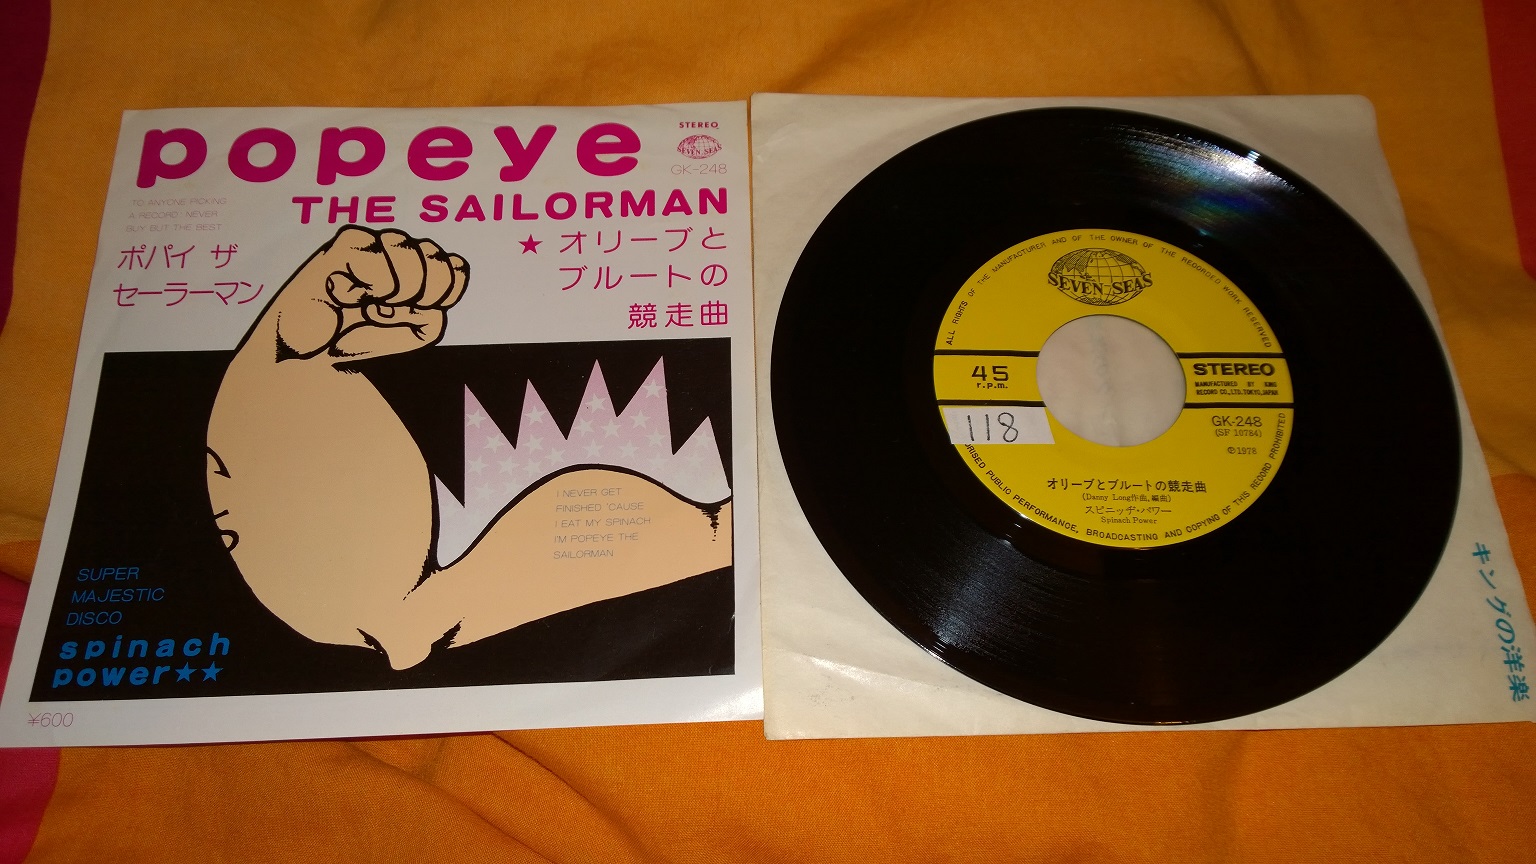 popeye
THE SAILORMAN
STEREO
SEVEN SEAS
GK-248
TO ANYONE PICKING
A RECORD: NEVER
BUY BUT THE BEST
ポパイ ザ
セーラーマン
★オリーブと
ブルートの
競走曲
I NEVER GET
FINISHED 'CAUSE
I EAT MY SPINACH
I'M POPEYE THE
SAILORMAN
SUPER
MAJESTIC
DISCO
spinach
power★★
¥600
ALL RIGHTS OF THE MANUFACTURER AND OF THE OWNER OF THE RECORDED WORK RESERVED
SEVEN SEAS
45
r.p.m.
STEREO
MANUFACTURED BY KING
RECORD CO., LTD. TOKYO, JAPAN
118
GK-248
(SF 10784)
Ⓟ1978
オリーブとブルートの競走曲
(Danny Long作曲, 編曲)
スピニッヂ・パワー
Spinach Power
PUBLIC PERFORMANCE, BROADCASTING AND COPYING OF THIS RECORD PROHIBITED
キングの洋楽